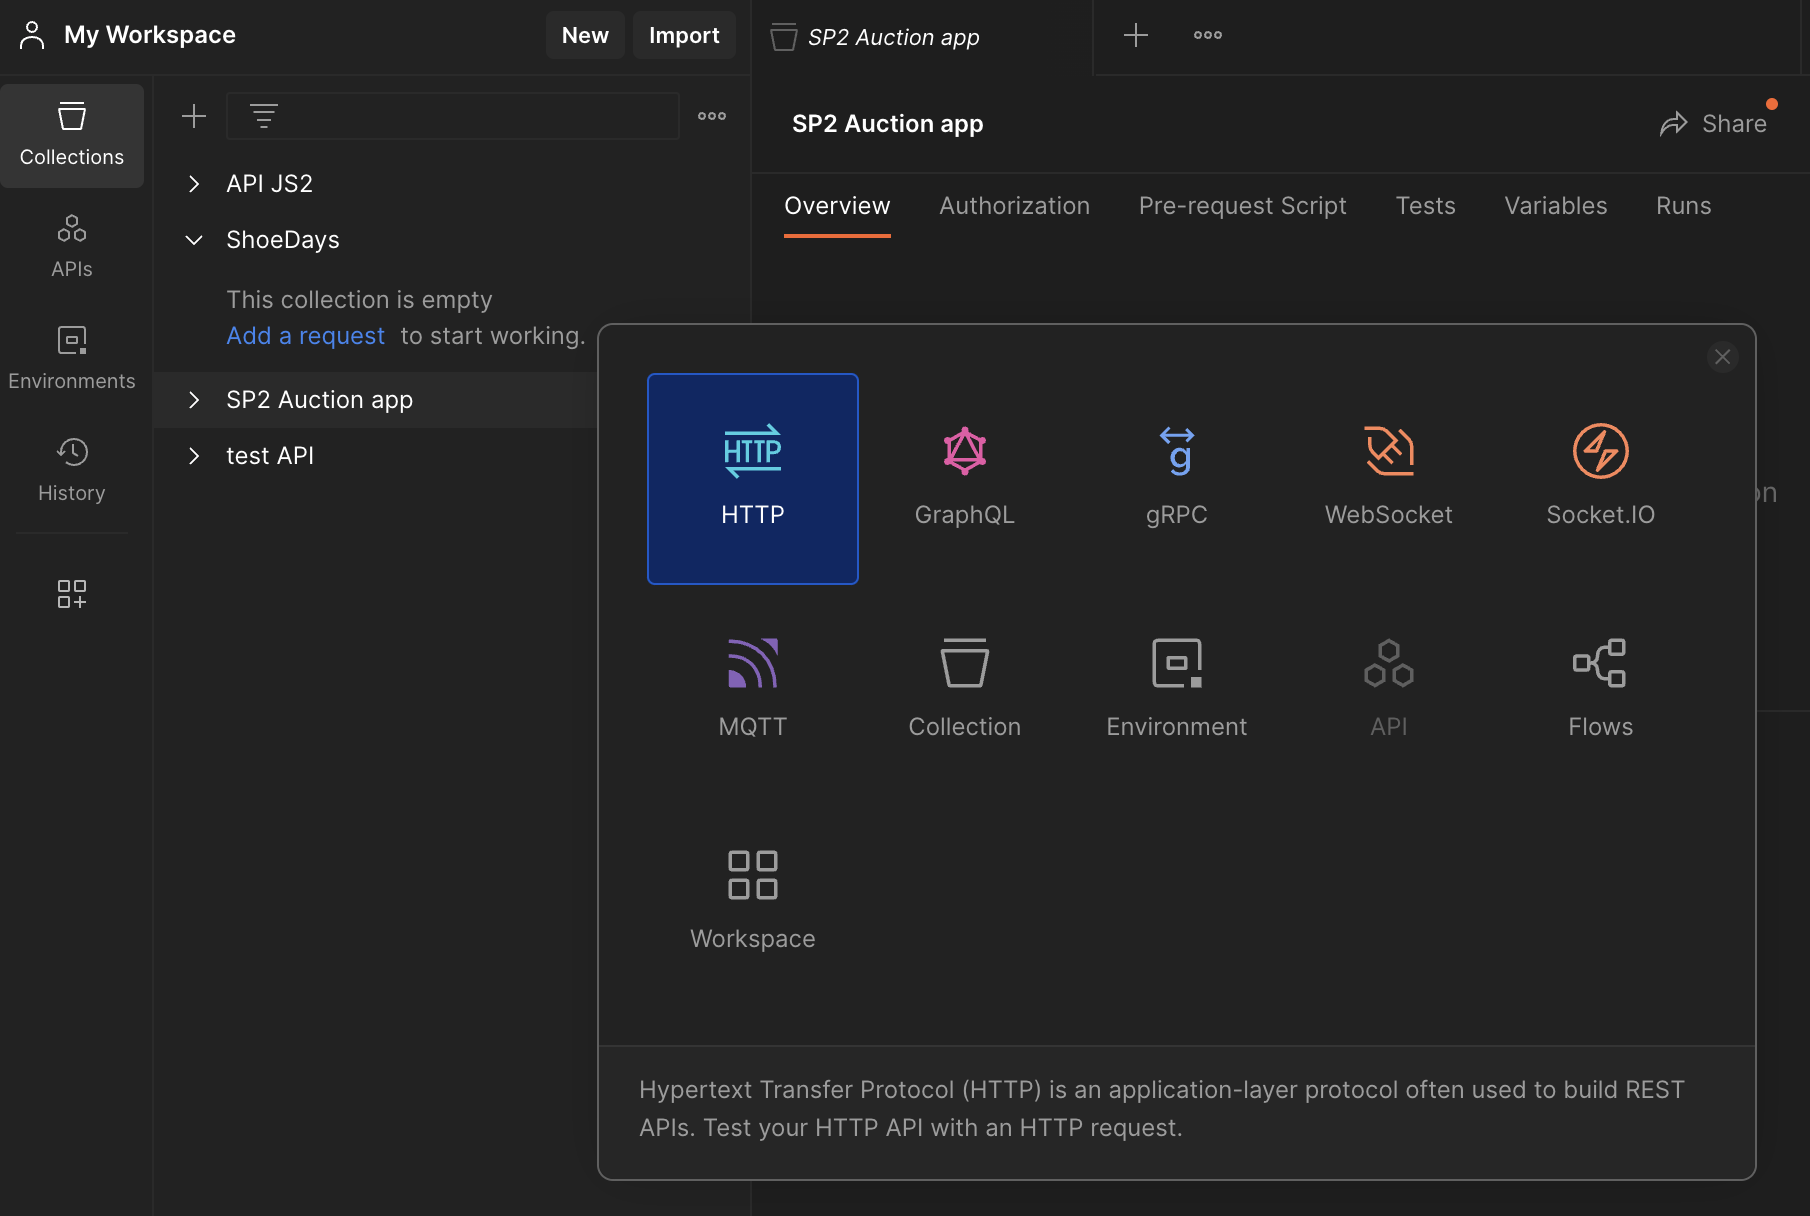 My Workspace
New
Import
SP2 Auction app
Collections
APIs
Environments
History
API JS2
ShoeDays
This collection is empty
Add a request to start working.
SP2 Auction app
test API
SP2 Auction app
Share
Overview
Authorization
Pre-request Script
Tests
Variables
Runs
HTTP
HTTP
GraphQL
g
gRPC
WebSocket
Socket.IO
MQTT
Collection
Environment
API
Flows
Workspace
Hypertext Transfer Protocol (HTTP) is an application-layer protocol often used to build REST
APIs. Test your HTTP API with an HTTP request.